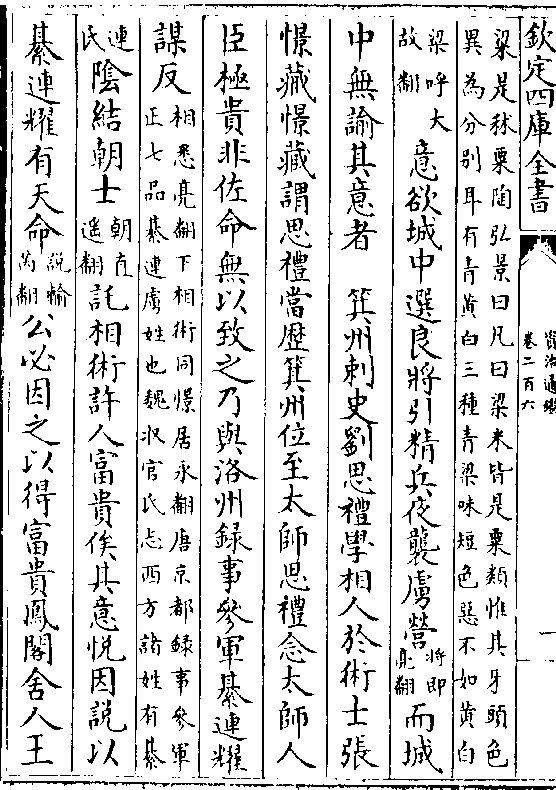 欽定四庫全書
資治通鑑
卷二百六
一
粱是秫粟陶弘景曰凡曰粱米皆是粟類惟其牙頭色
異為分别耳有青黄白三種青粱味短色惡不如黄白
粱呼大
故翻
意欲城中選良將引精兵夜襲虜營
將即
亮翻
而城
中無諭其意者 箕州刺史劉思禮學相人於術士張
憬藏憬藏謂思禮當歴箕州位至太師思禮念太師人
臣極貴非佐命無以致之乃與洛州録事參軍綦連耀
謀反
相悉亮翻下相術同憬居永翻唐京都録事參軍
正七品綦連虜姓也魏収官氏志西方諸姓有綦
連
氏
陰結朝士
朝直
遥翻
託相術許人富貴俟其意悦因說以
綦連耀有天命
說輸
芮翻
公必因之以得富貴鳳閣舍人王